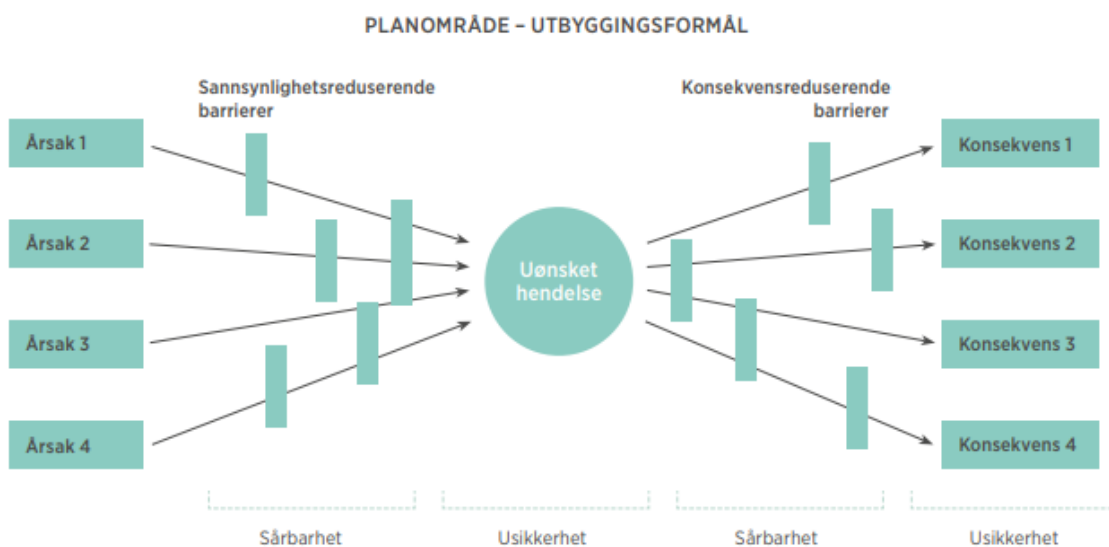 PLANOMRÅDE – UTBYGGINGSFORMÅL
Sannsynlighetsreduserende
barrierer
Konsekvensreduserende
barrierer
Årsak 1
Årsak 2
Årsak 3
Årsak 4
Uønsket
hendelse
Konsekvens 1
Konsekvens 2
Konsekvens 3
Konsekvens 4
Sårbarhet
Usikkerhet
Sårbarhet
Usikkerhet